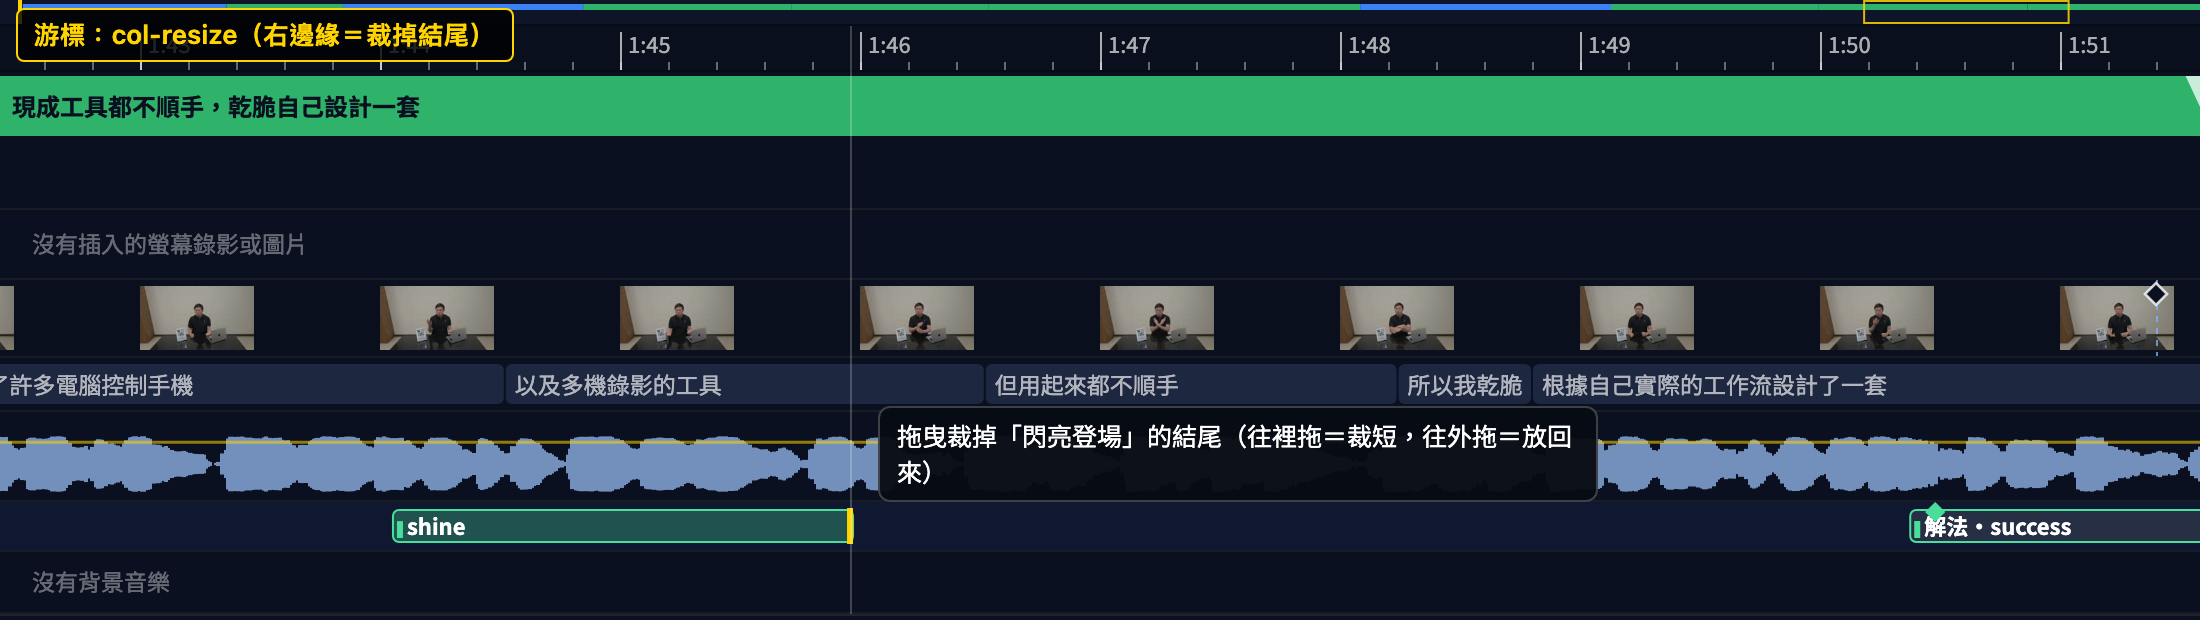 游標：col-resize（右邊緣＝裁掉結尾）
1:45
1:46
1:47
1:48
1:49
1:50
1:51
現成工具都不順手，乾脆自己設計一套
沒有插入的螢幕錄影或圖片
了許多電腦控制手機
以及多機錄影的工具
但用起來都不順手
所以我乾脆
根據自己實際的工作流設計了一套
拖曳裁掉「閃亮登場」的結尾（往裡拖＝裁短，往外拖＝放回
來）
shine
解法・success
沒有背景音樂